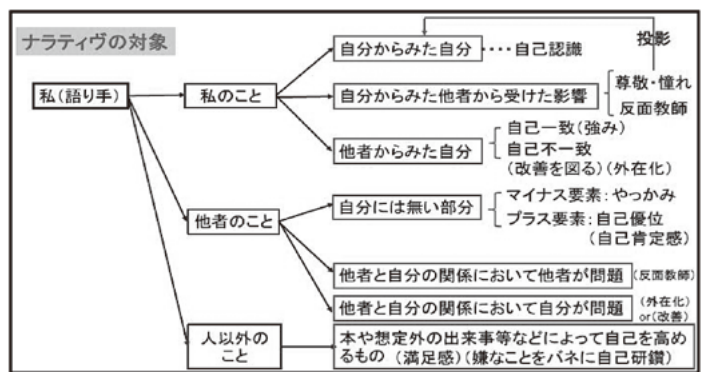 ナラティヴの対象
投影
自分からみた自分 ････自己認識
私(語り手)
私のこと
自分からみた他者から受けた影響
尊敬・憧れ
反面教師
他者からみた自分
自己一致(強み)
自己不一致
(改善を図る)(外在化)
他者のこと
自分には無い部分
マイナス要素:やっかみ
プラス要素:自己優位
(自己肯定感)
他者と自分の関係において他者が問題 (反面教師)
他者と自分の関係において自分が問題 (外在化)
or(改善)
人以外の
こと
本や想定外の出来事等などによって自己を高め
るもの (満足感)(嫌なことをバネに自己研鑽)